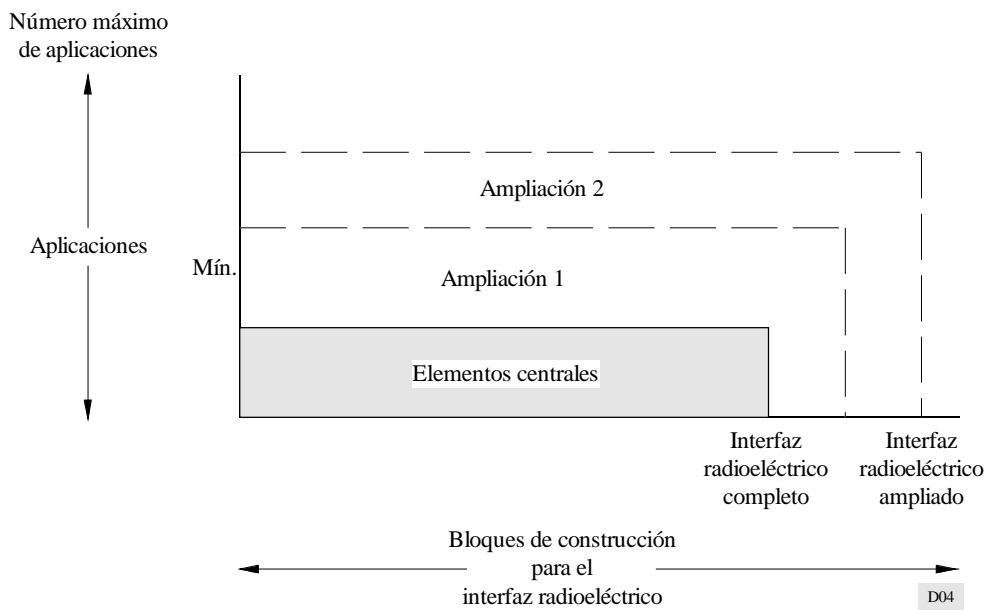 Número máximo
de aplicaciones
Ampliación 2
Aplicaciones
Mín.
Ampliación 1
Elementos centrales
Interfaz
radioeléctrico
completo
Interfaz
radioeléctrico
ampliado
Bloques de construcción
para el
interfaz radioeléctrico
D04